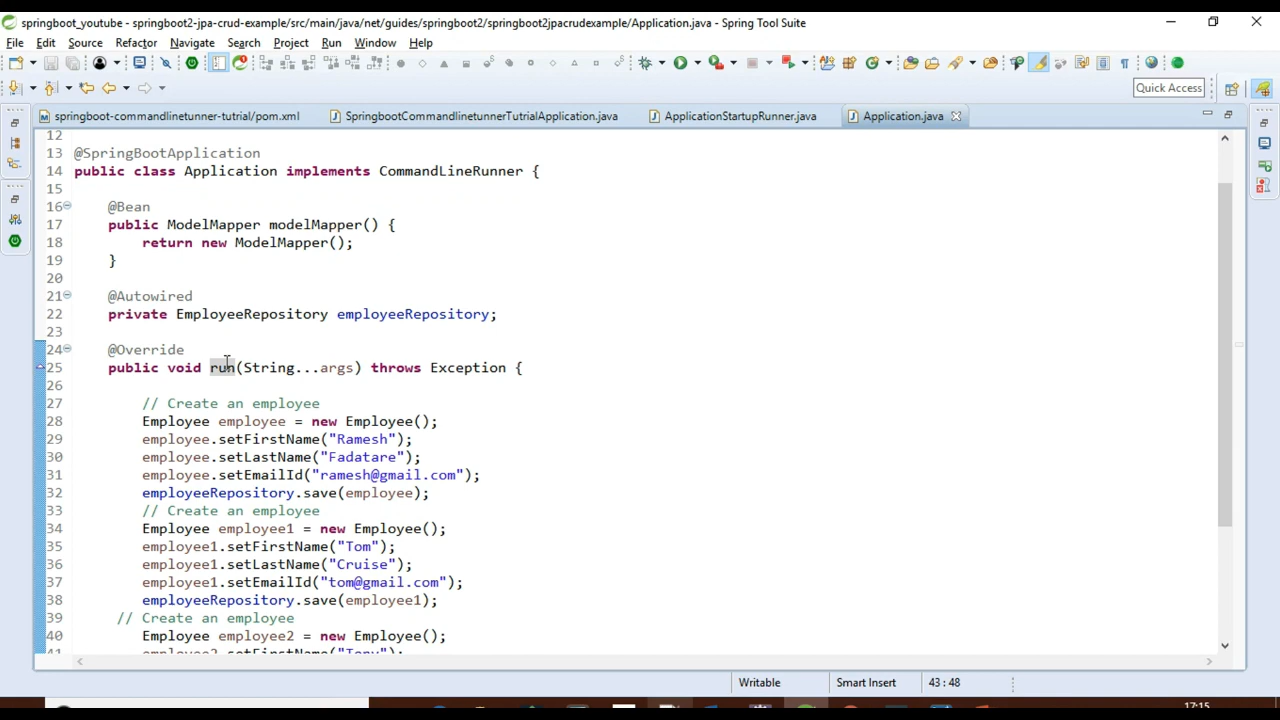 springboot_youtube - springboot2-jpa-crud-example/src/main/java/net/guides/springboot2/springboot2jpacrudexample/Application.java - Spring Tool Suite
File Edit Source Refactor Navigate Search Project Run Window Help
Quick Access
springboot-commandlinetunner-tutrial/pom.xml SpringbootCommandlinetunnerTutrialApplication.java ApplicationStartupRunner.java Application.java
12
13 @SpringBootApplication
14 public class Application implements CommandLineRunner {
15
16 @Bean
17 public ModelMapper modelMapper() {
18 return new ModelMapper();
19 }
20
21 @Autowired
22 private EmployeeRepository employeeRepository;
23
24 @Override
25 public void run(String...args) throws Exception {
26
27 // Create an employee
28 Employee employee = new Employee();
29 employee.setFirstName("Ramesh");
30 employee.setLastName("Fadatare");
31 employee.setEmailId("ramesh@gmail.com");
32 employeeRepository.save(employee);
33 // Create an employee
34 Employee employee1 = new Employee();
35 employee1.setFirstName("Tom");
36 employee1.setLastName("Cruise");
37 employee1.setEmailId("tom@gmail.com");
38 employeeRepository.save(employee1);
39 // Create an employee
40 Employee employee2 = new Employee();
41 employee2.setFirstName("Tony");
Writable Smart Insert 43 : 48
17:15